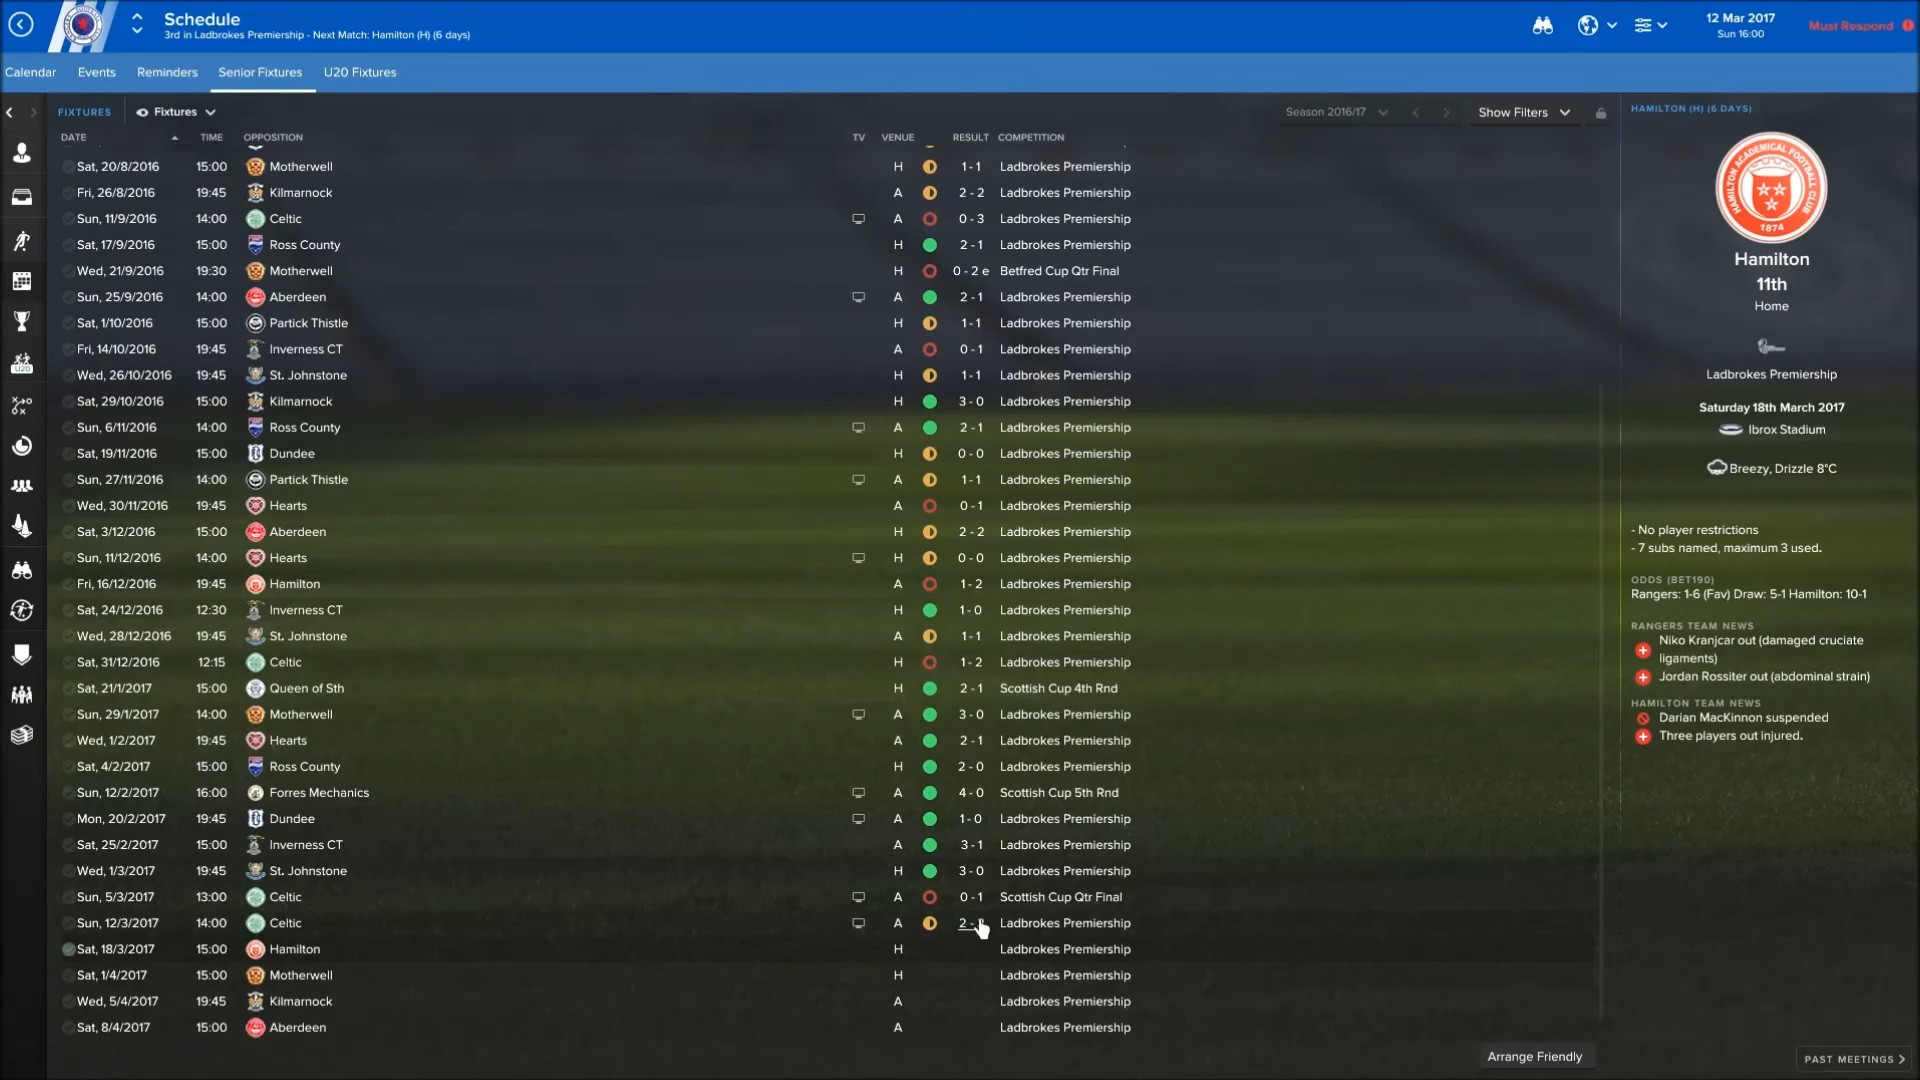 Schedule
3rd in Ladbrokes Premiership - Next Match: Hamilton (H) (6 days)
12 Mar 2017
Sun 16:00
Must Respond
Calendar Events Reminders Senior Fixtures U20 Fixtures
FIXTURES Fixtures Season 2016/17 Show Filters
DATE TIME OPPOSITION TV VENUE RESULT COMPETITION
Sat, 20/8/2016 15:00 Motherwell H 1 - 1 Ladbrokes Premiership
Fri, 26/8/2016 19:45 Kilmarnock A 2 - 2 Ladbrokes Premiership
Sun, 11/9/2016 14:00 Celtic A 0 - 3 Ladbrokes Premiership
Sat, 17/9/2016 15:00 Ross County H 2 - 1 Ladbrokes Premiership
Wed, 21/9/2016 19:30 Motherwell H 0 - 2 e Betfred Cup Qtr Final
Sun, 25/9/2016 14:00 Aberdeen A 2 - 1 Ladbrokes Premiership
Sat, 1/10/2016 15:00 Partick Thistle H 1 - 1 Ladbrokes Premiership
Fri, 14/10/2016 19:45 Inverness CT A 0 - 1 Ladbrokes Premiership
Wed, 26/10/2016 19:45 St. Johnstone H 1 - 1 Ladbrokes Premiership
Sat, 29/10/2016 15:00 Kilmarnock H 3 - 0 Ladbrokes Premiership
Sun, 6/11/2016 14:00 Ross County A 2 - 1 Ladbrokes Premiership
Sat, 19/11/2016 15:00 Dundee H 0 - 0 Ladbrokes Premiership
Sun, 27/11/2016 14:00 Partick Thistle A 1 - 1 Ladbrokes Premiership
Wed, 30/11/2016 19:45 Hearts A 0 - 1 Ladbrokes Premiership
Sat, 3/12/2016 15:00 Aberdeen H 2 - 2 Ladbrokes Premiership
Sun, 11/12/2016 14:00 Hearts H 0 - 0 Ladbrokes Premiership
Fri, 16/12/2016 19:45 Hamilton A 1 - 2 Ladbrokes Premiership
Sat, 24/12/2016 12:30 Inverness CT H 1 - 0 Ladbrokes Premiership
Wed, 28/12/2016 19:45 St. Johnstone A 1 - 1 Ladbrokes Premiership
Sat, 31/12/2016 12:15 Celtic H 1 - 2 Ladbrokes Premiership
Sat, 21/1/2017 15:00 Queen of Sth H 2 - 1 Scottish Cup 4th Rnd
Sun, 29/1/2017 14:00 Motherwell A 3 - 0 Ladbrokes Premiership
Wed, 1/2/2017 19:45 Hearts A 2 - 1 Ladbrokes Premiership
Sat, 4/2/2017 15:00 Ross County H 2 - 0 Ladbrokes Premiership
Sun, 12/2/2017 16:00 Forres Mechanics A 4 - 0 Scottish Cup 5th Rnd
Mon, 20/2/2017 19:45 Dundee A 1 - 0 Ladbrokes Premiership
Sat, 25/2/2017 15:00 Inverness CT A 3 - 1 Ladbrokes Premiership
Wed, 1/3/2017 19:45 St. Johnstone H 3 - 0 Ladbrokes Premiership
Sun, 5/3/2017 13:00 Celtic A 0 - 1 Scottish Cup Qtr Final
Sun, 12/3/2017 14:00 Celtic A 2 - Ladbrokes Premiership
Sat, 18/3/2017 15:00 Hamilton H Ladbrokes Premiership
Sat, 1/4/2017 15:00 Motherwell H Ladbrokes Premiership
Wed, 5/4/2017 19:45 Kilmarnock A Ladbrokes Premiership
Sat, 8/4/2017 15:00 Aberdeen A Ladbrokes Premiership
Arrange Friendly
U20
HAMILTON (H) (6 DAYS)
HAMILTON ACADEMICAL FOOTBALL CLUB
1874
Hamilton
11th
Home
Ladbrokes Premiership
Saturday 18th March 2017
Ibrox Stadium
Breezy, Drizzle 8°C
- No player restrictions
- 7 subs named, maximum 3 used.
ODDS (BET190)
Rangers: 1-6 (Fav) Draw: 5-1 Hamilton: 10-1
RANGERS TEAM NEWS
Niko Kranjcar out (damaged cruciate
ligaments)
Jordan Rossiter out (abdominal strain)
HAMILTON TEAM NEWS
Darian MacKinnon suspended
Three players out injured.
PAST MEETINGS